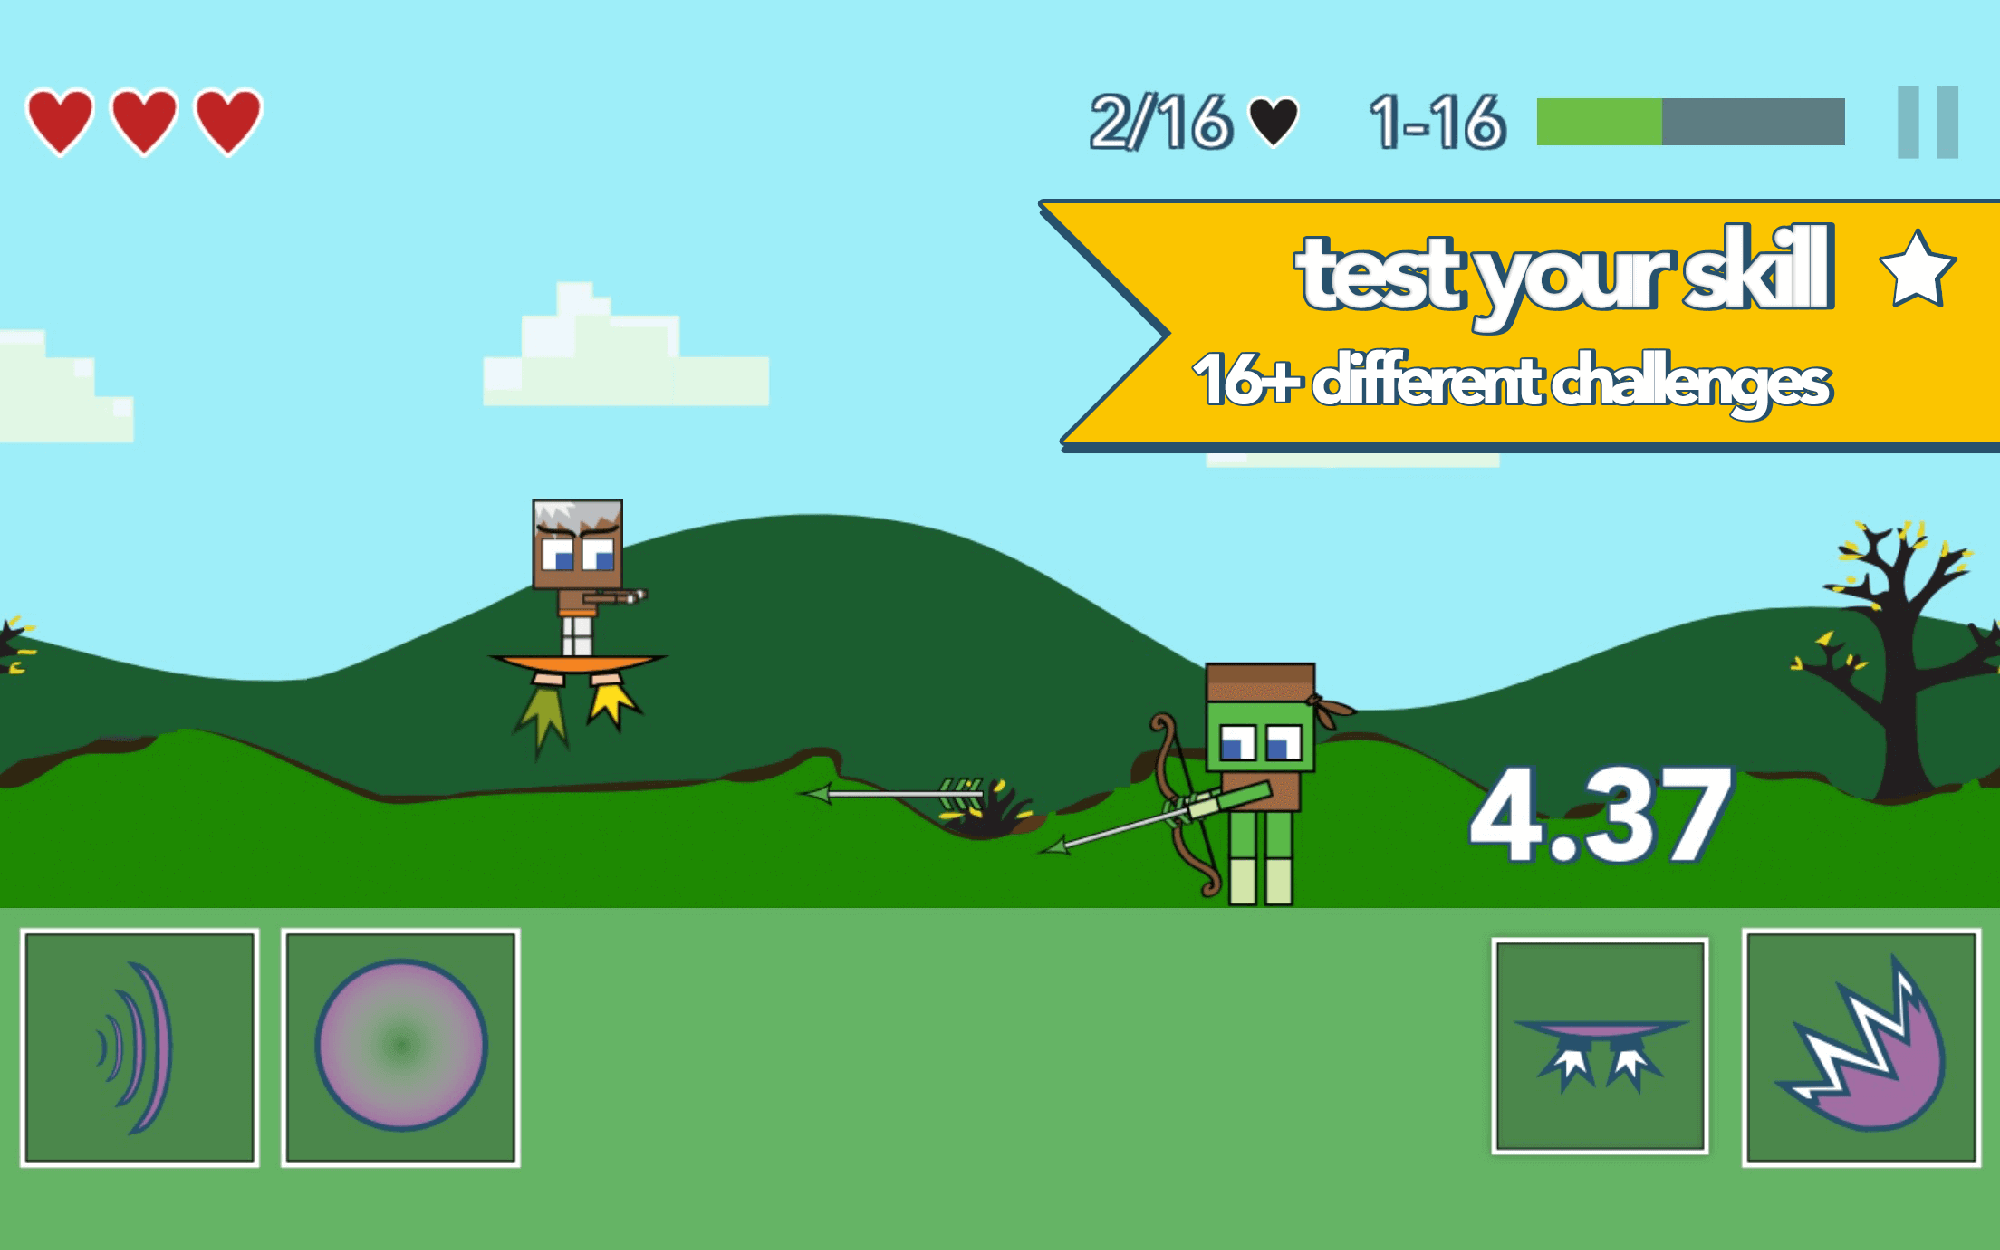 2/16 1-16
test your skill
16+ different challenges
4.37